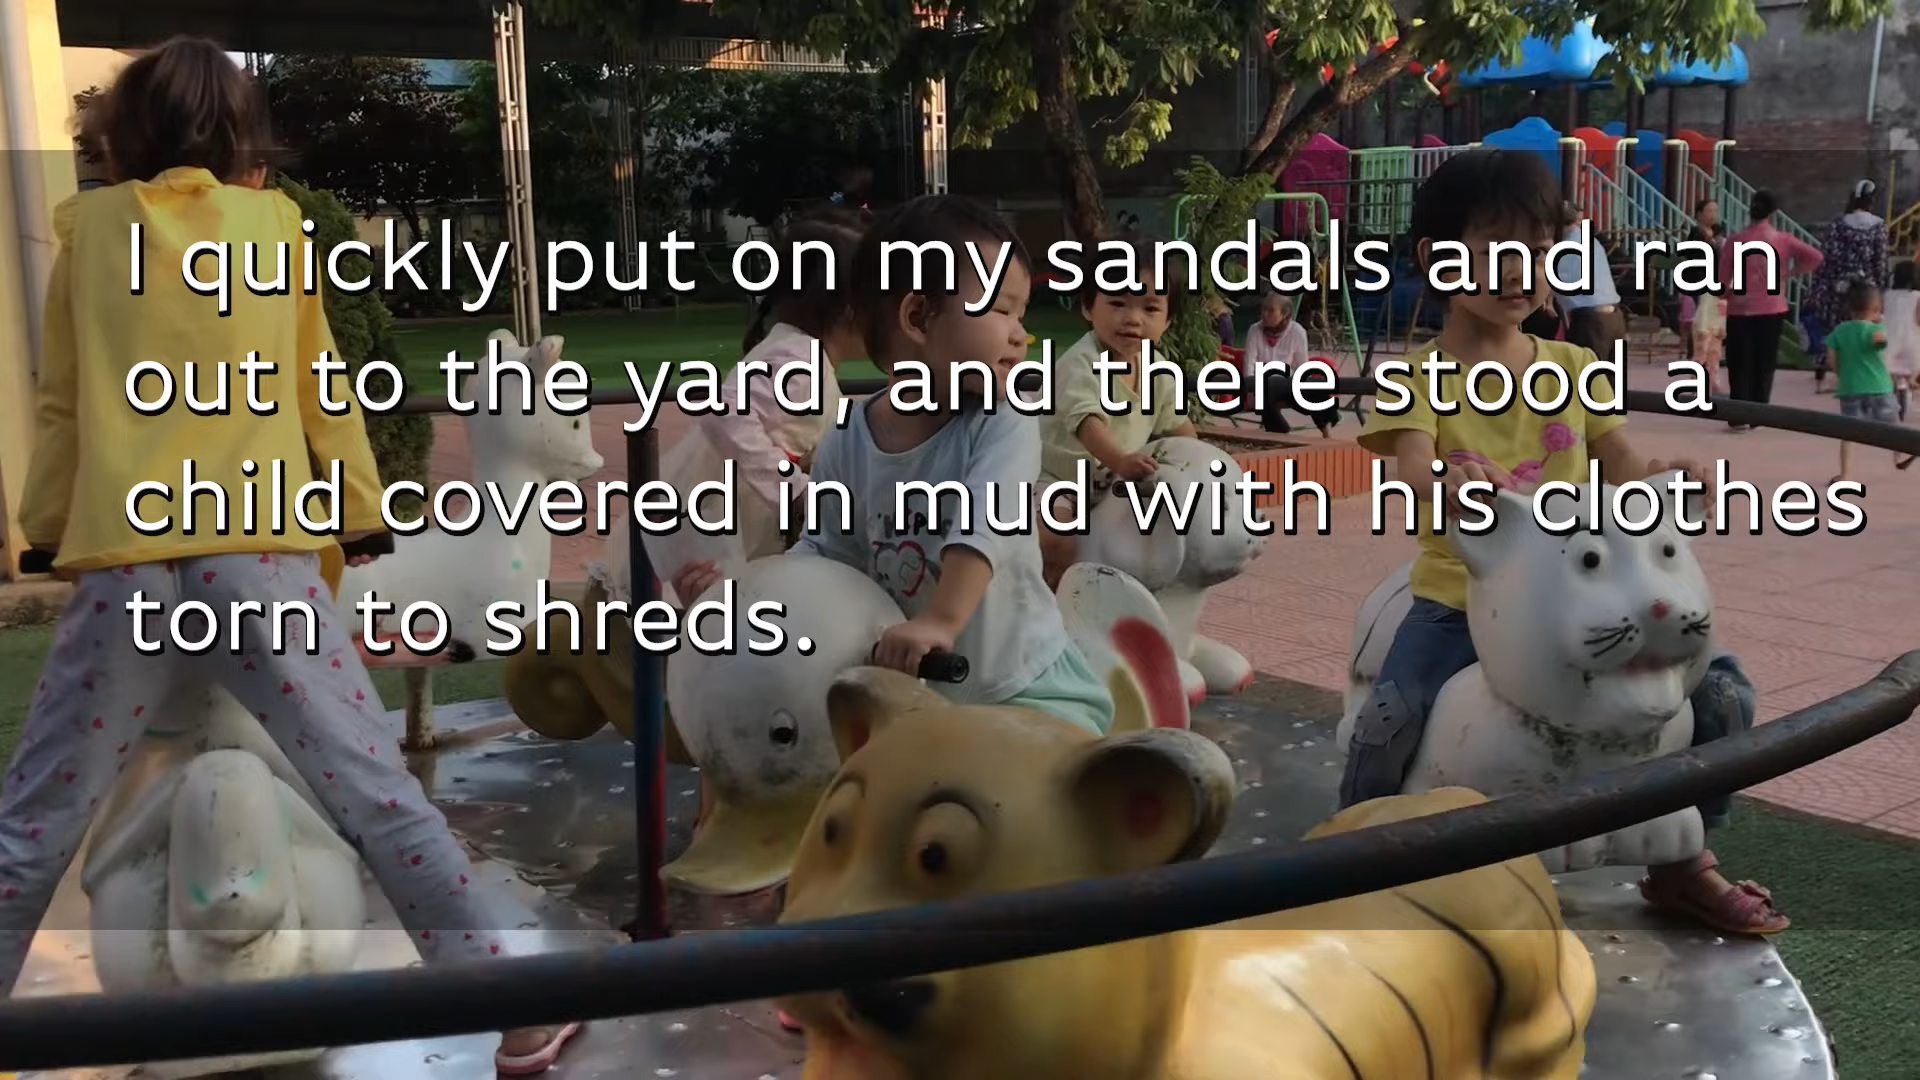 I quickly put on my sandals and ran
out to the yard, and there stood a
child covered in mud with his clothes
torn to shreds.